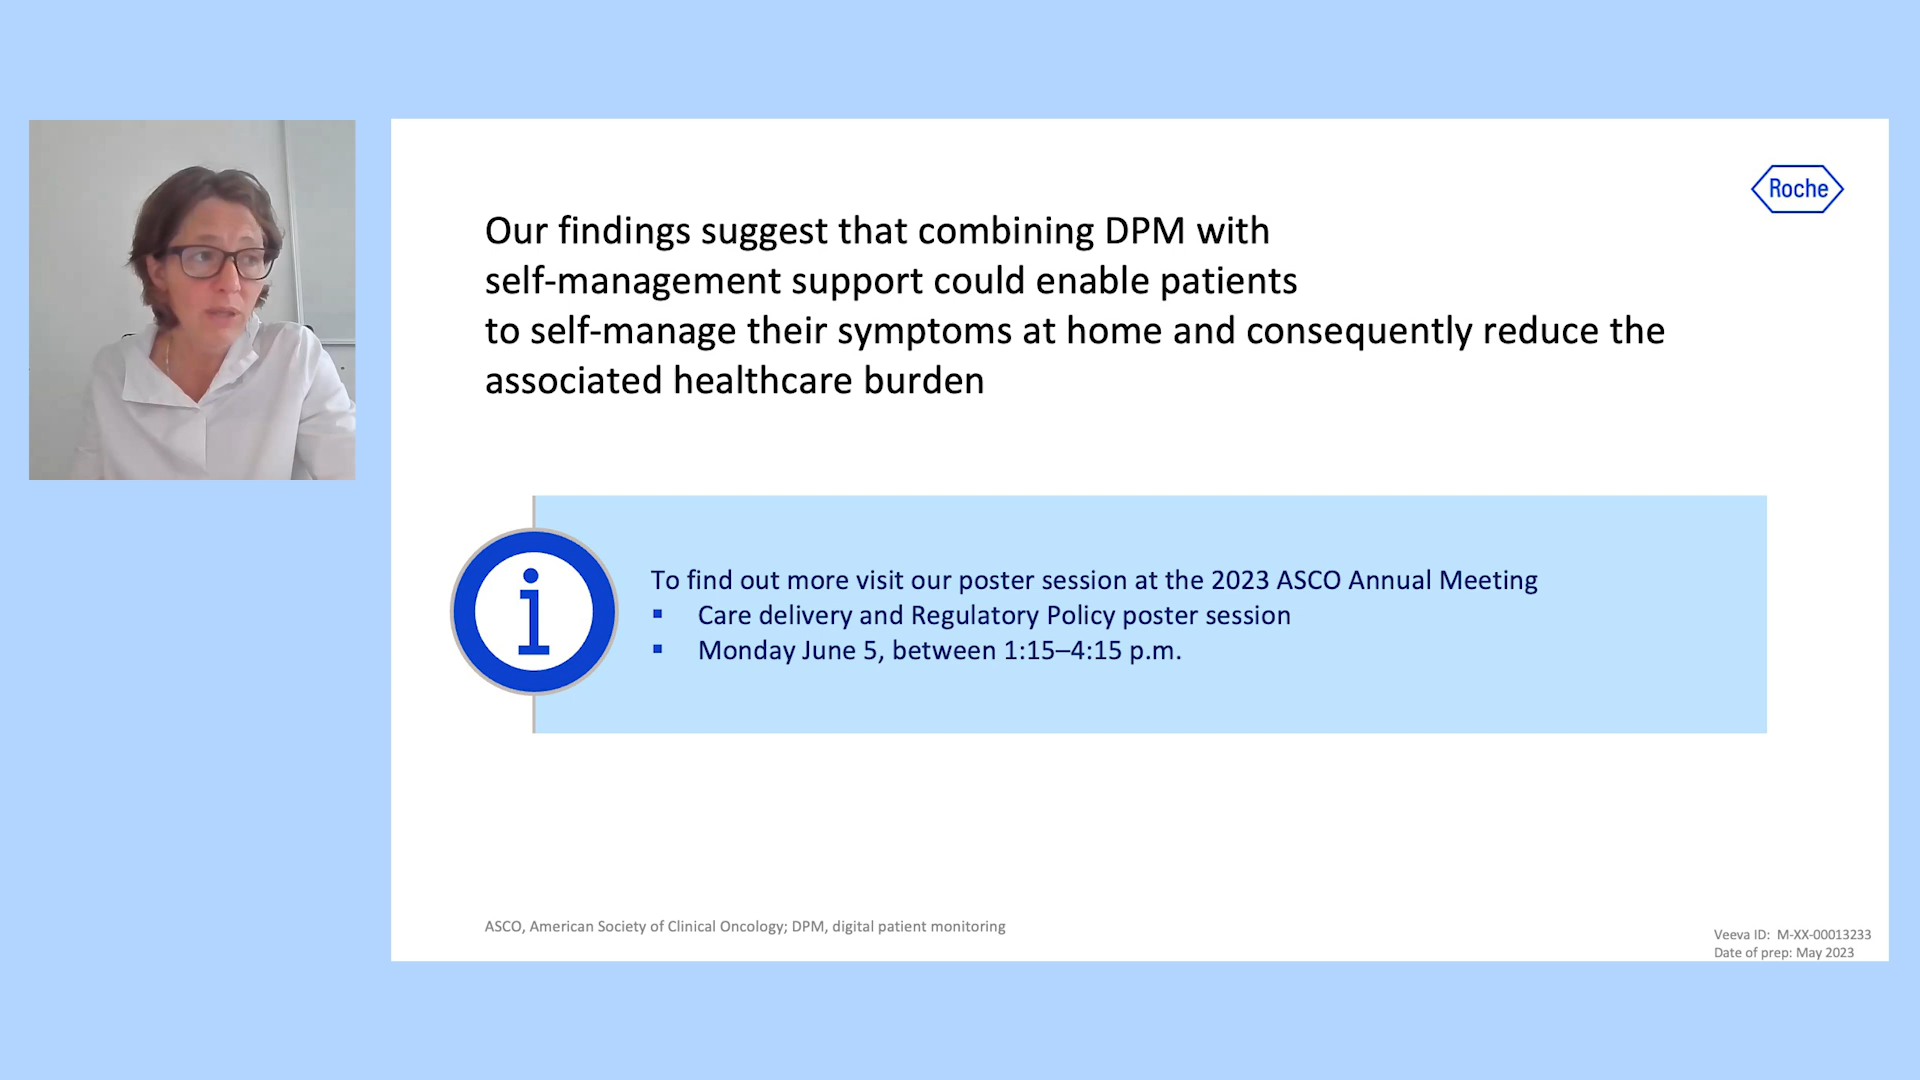 Roche
Our findings suggest that combining DPM with
self-management support could enable patients
to self-manage their symptoms at home and consequently reduce the
associated healthcare burden
i
To find out more visit our poster session at the 2023 ASCO Annual Meeting
▪ Care delivery and Regulatory Policy poster session
▪ Monday June 5, between 1:15–4:15 p.m.
ASCO, American Society of Clinical Oncology; DPM, digital patient monitoring
Veeva ID: M-XX-00013233
Date of prep: May 2023